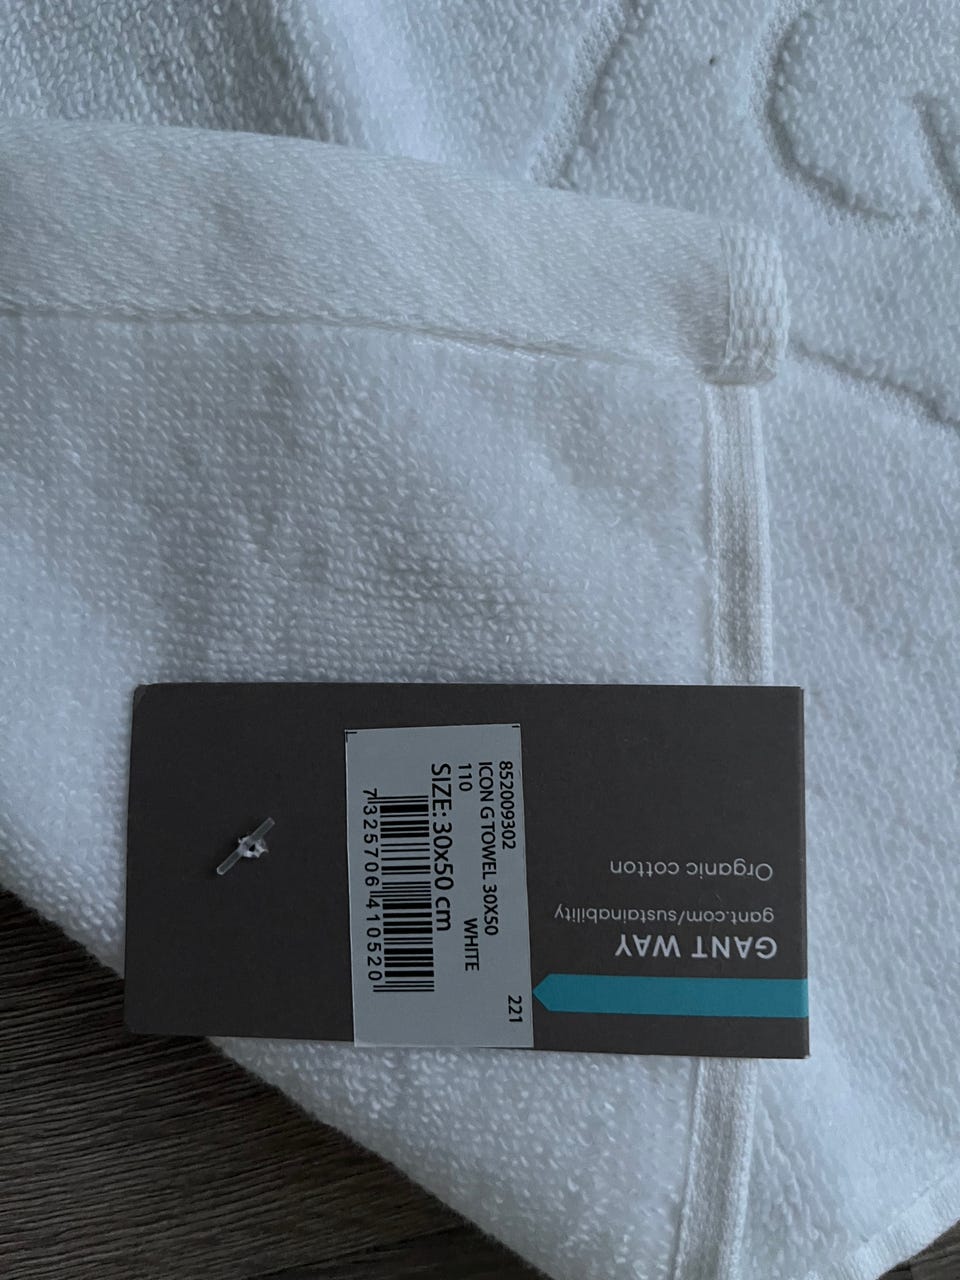 852009302 221
ICON G TOWEL 30X50
110 WHITE
SIZE: 30x50 cm
7325706410520
GANT WAY
gant.com/sustainability
Organic cotton